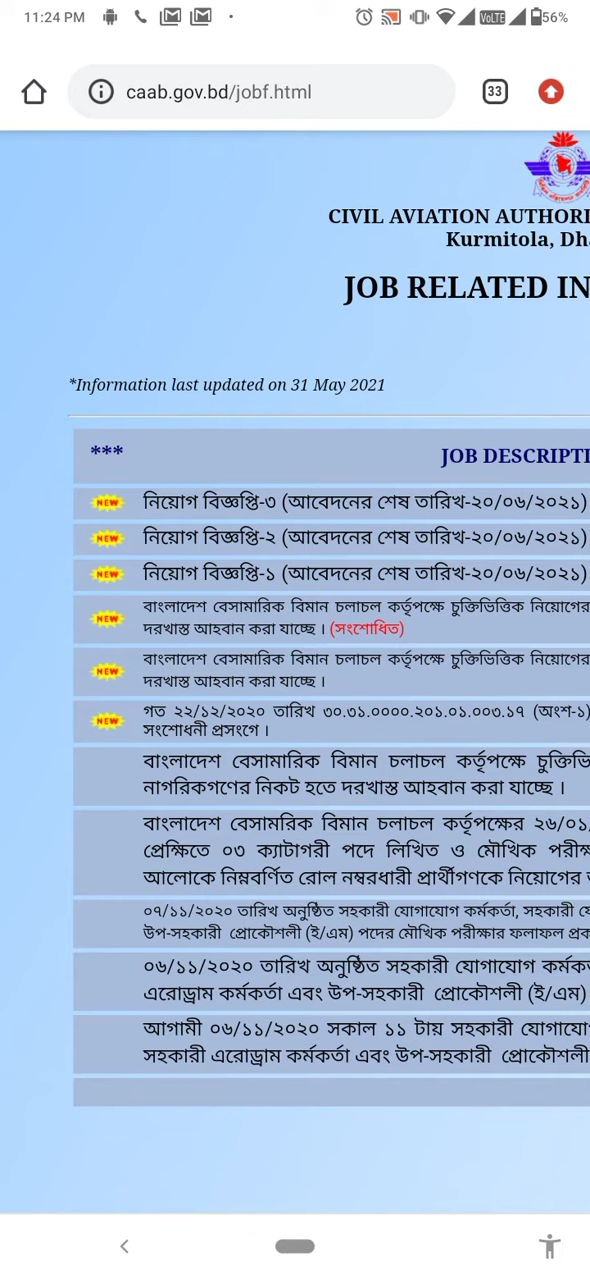 11:24 PM
VoLTE
56%
caab.gov.bd/jobf.html
33
CIVIL AVIATION AUTHORI
Kurmitola, Dha
JOB RELATED IN
*Information last updated on 31 May 2021
*** JOB DESCRIPTI
NEW নিয়োগ বিজ্ঞপ্তি-৩ (আবেদনের শেষ তারিখ-২০/০৬/২০২১)
NEW নিয়োগ বিজ্ঞপ্তি-২ (আবেদনের শেষ তারিখ-২০/০৬/২০২১)
NEW নিয়োগ বিজ্ঞপ্তি-১ (আবেদনের শেষ তারিখ-২০/০৬/২০২১)
NEW বাংলাদেশ বেসামারিক বিমান চলাচল কর্তৃপক্ষে চুক্তিভিত্তিক নিয়োগের
দরখাস্ত আহবান করা যাচ্ছে । (সংশোধিত)
NEW বাংলাদেশ বেসামারিক বিমান চলাচল কর্তৃপক্ষে চুক্তিভিত্তিক নিয়োগের
দরখাস্ত আহবান করা যাচ্ছে ।
NEW গত ২২/১২/২০২০ তারিখ ৩০.৩১.০০০০.২০১.০১.০০৩.১৭ (অংশ-১)
সংশোধনী প্রসংগে ।
বাংলাদেশ বেসামারিক বিমান চলাচল কর্তৃপক্ষে চুক্তিভি
নাগরিকগণের নিকট হতে দরখাস্ত আহবান করা যাচ্ছে ।
বাংলাদেশ বেসামরিক বিমান চলাচল কর্তৃপক্ষের ২৬/০১/
প্রেক্ষিতে ০৩ ক্যাটাগরী পদে লিখিত ও মৌখিক পরীক্ষ
আলোকে নিম্নবর্ণিত রোল নম্বরধারী প্রার্থীগণকে নিয়োগের
০৭/১১/২০২০ তারিখ অনুষ্ঠিত সহকারী যোগাযোগ কর্মকর্তা, সহকারী
উপ-সহকারী প্রোকৌশলী (ই/এম) পদের মৌখিক পরীক্ষার ফলাফল প্রক
০৬/১১/২০২০ তারিখ অনুষ্ঠিত সহকারী যোগাযোগ কর্মকর্ত
এরোড্রাম কর্মকর্তা এবং উপ-সহকারী প্রোকৌশলী (ই/এম)
আগামী ০৬/১১/২০২০ সকাল ১১ টায় সহকারী যোগাযো
সহকারী এরোড্রাম কর্মকর্তা এবং উপ-সহকারী প্রোকৌশলী